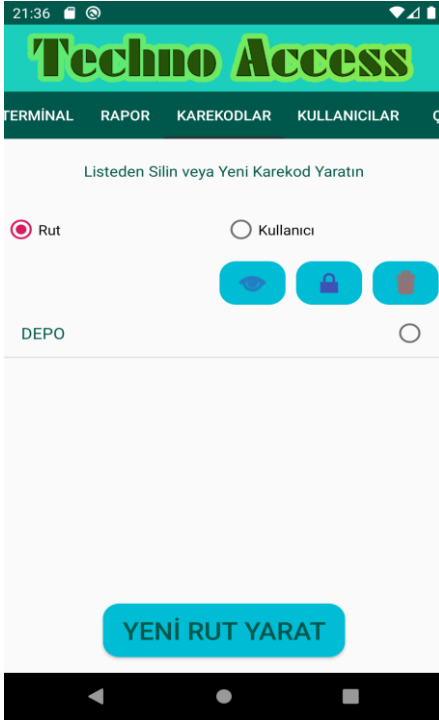 21:36
Techno Access
TERMİNAL RAPOR KAREKODLAR KULLANICILAR Ç
Listeden Silin veya Yeni Karekod Yaratın
Rut Kullanıcı
DEPO
YENİ RUT YARAT